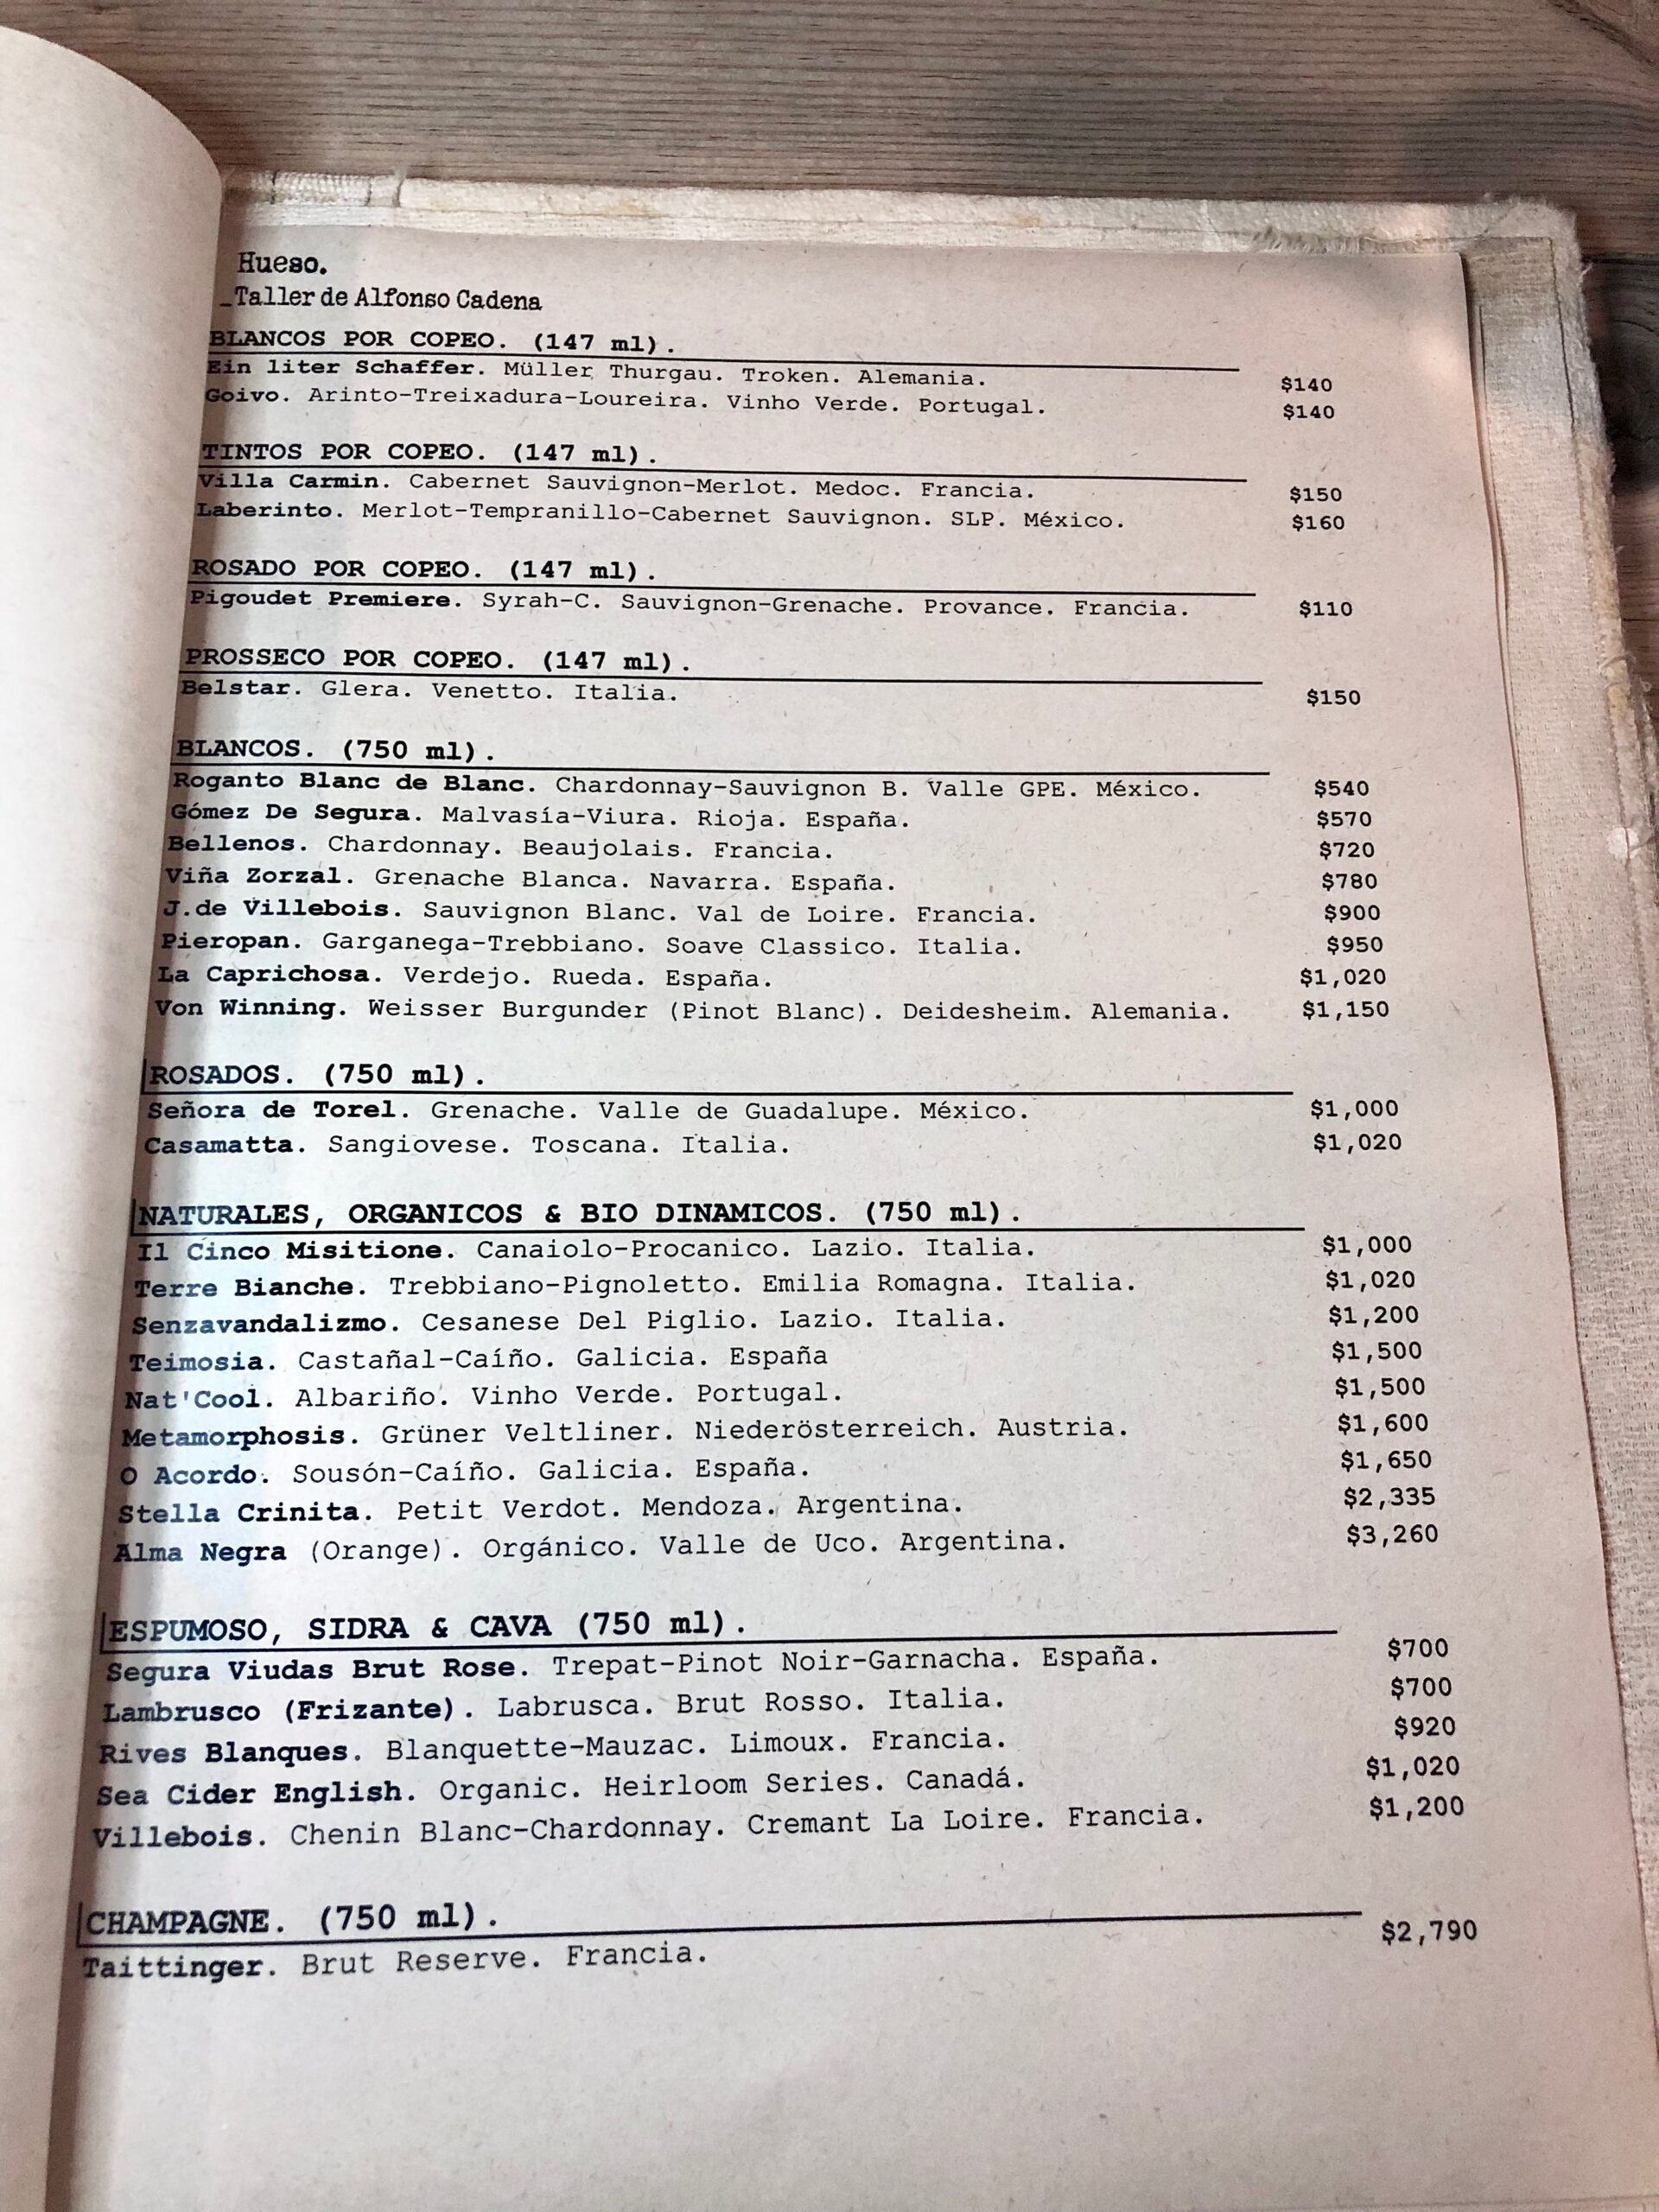 Hueso.
_Taller de Alfonso Cadena
BLANCOS POR COPEO. (147 ml).
Ein liter Schaffer. Müller Thurgau. Troken. Alemania. $140
Goivo. Arinto-Treixadura-Loureira. Vinho Verde. Portugal. $140
TINTOS POR COPEO. (147 ml).
Villa Carmin. Cabernet Sauvignon-Merlot. Medoc. Francia. $150
Laberinto. Merlot-Tempranillo-Cabernet Sauvignon. SLP. México. $160
ROSADO POR COPEO. (147 ml).
Pigoudet Premiere. Syrah-C. Sauvignon-Grenache. Provance. Francia. $110
PROSSECO POR COPEO. (147 ml).
Belstar. Glera. Venetto. Italia. $150
BLANCOS. (750 ml).
Roganto Blanc de Blanc. Chardonnay-Sauvignon B. Valle GPE. México. $540
Gómez De Segura. Malvasía-Viura. Rioja. España. $570
Bellenos. Chardonnay. Beaujolais. Francia. $720
Viña Zorzal. Grenache Blanca. Navarra. España. $780
J.de Villebois. Sauvignon Blanc. Val de Loire. Francia. $900
Pieropan. Garganega-Trebbiano. Soave Classico. Italia. $950
La Caprichosa. Verdejo. Rueda. España. $1,020
Von Winning. Weisser Burgunder (Pinot Blanc). Deidesheim. Alemania. $1,150
ROSADOS. (750 ml).
Señora de Torel. Grenache. Valle de Guadalupe. México. $1,000
Casamatta. Sangiovese. Toscana. Italia. $1,020
NATURALES, ORGANICOS & BIO DINAMICOS. (750 ml).
Il Cinco Misitione. Canaiolo-Procanico. Lazio. Italia. $1,000
Terre Bianche. Trebbiano-Pignoletto. Emilia Romagna. Italia. $1,020
Senzavandalizmo. Cesanese Del Piglio. Lazio. Italia. $1,200
Teimosia. Castañal-Caíño. Galicia. España $1,500
Nat'Cool. Albariño. Vinho Verde. Portugal. $1,500
Metamorphosis. Grüner Veltliner. Niederösterreich. Austria. $1,600
O Acordo. Sousón-Caíño. Galicia. España. $1,650
Stella Crinita. Petit Verdot. Mendoza. Argentina. $2,335
Alma Negra (Orange). Orgánico. Valle de Uco. Argentina. $3,260
ESPUMOSO, SIDRA & CAVA (750 ml).
Segura Viudas Brut Rose. Trepat-Pinot Noir-Garnacha. España. $700
Lambrusco (Frizante). Labrusca. Brut Rosso. Italia. $700
Rives Blanques. Blanquette-Mauzac. Limoux. Francia. $920
Sea Cider English. Organic. Heirloom Series. Canadá. $1,020
Villebois. Chenin Blanc-Chardonnay. Cremant La Loire. Francia. $1,200
CHAMPAGNE. (750 ml).
Taittinger. Brut Reserve. Francia. $2,790